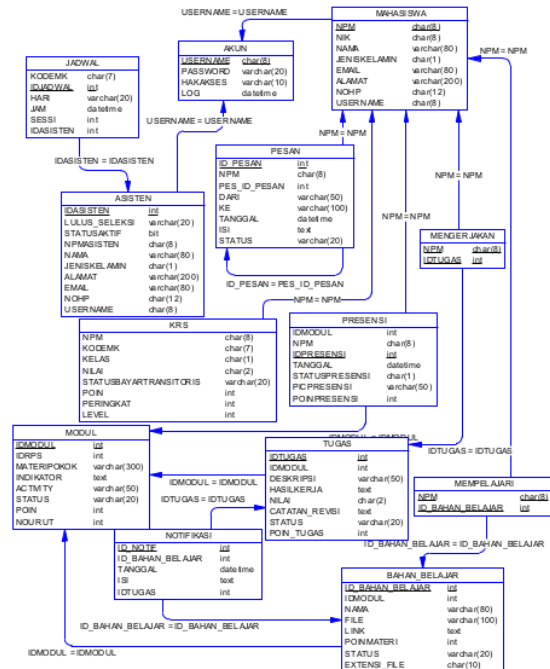 USERNAME = USERNAME
MAHASISWA
NPM char(8)
NIK char(8)
NAMA varchar(80)
JENISKELAMIN char(1)
EMAIL varchar(80)
ALAMAT varchar(200)
NOHP char(12)
USERNAME char(8)
NPM = NPM
JADWAL
KODEMK char(7)
IDJADWAL int
HARI varchar(20)
JAM datetime
SESSI int
IDASISTEN int
AKUN
USERNAME char(8)
PASSWORD vardhar(20)
HAKAKSES varchar(10)
LOG datetime
USERNAME = USERNAME
NPM = NPM
IDASISTEN = IDASISTEN
PESAN
ID_PESAN int
NPM char(8)
PES_ID_PESAN int
DARI varchar(50)
KE varchar(100)
TANGGAL datetime
ISI text
STATUS varchar(20)
NPM = NPM
NPM = NPM
ASISTEN
IDASISTEN int
LULUS_SELEKSI varchar(20)
STATUSAKTIF bit
NPMASISTEN char(8)
NAMA varchar(80)
JENISKELAMIN char(1)
ALAMAT varchar(200)
EMAIL varchar(80)
NOHP char(12)
USERNAME char(8)
MENGERJAKAN
NPM char(8)
IDTUGAS int
ID_PESAN = PES_ID_PESAN
NPM = NPM
KRS
NPM char(8)
KODEMK char(7)
KELAS char(1)
NILAI char(2)
STATUSBAYARTRANSITORIS varchar(20)
POIN int
PERINGKAT int
LEVEL int
PRESENSI
IDMODUL int
NPM char(8)
IDPRESENSI int
TANGGAL datetime
STATUSPRESENSI char(1)
PICPRESENSI varchar(50)
POINPRESENSI int
IDMODUL = IDMODUL
MODUL
IDMODUL int
IDRPS int
MATERIPOKOK varchar(300)
INDIKATOR text
ACTIVITY varchar(50)
STATUS varchar(20)
POIN int
NOURUT int
TUGAS
IDTUGAS int
IDMODUL int
DESKRIPSI varchar(50)
HASILKERJA text
NILAI char(2)
CATATAN_REVISI text
STATUS varchar(20)
POIN_TUGAS int
IDTUGAS = IDTUGAS
IDMODUL = IDMODUL
IDTUGAS = IDTUGAS
MEMPELAJARI
NPM char(8)
ID_BAHAN_BELAJAR int
NOTIFIKASI
ID_NOTIF int
ID_BAHAN_BELAJAR int
TANGGAL datetime
ISI text
IDTUGAS int
ID_BAHAN_BELAJAR = ID_BAHAN_BELAJAR
BAHAN_BELAJAR
ID_BAHAN_BELAJAR int
IDMODUL int
NAMA varchar(80)
FILE varchar(100)
LINK text
POINMATERI int
STATUS varchar(20)
EXTENSI_FILE char(10)
ID_BAHAN_BELAJAR = ID_BAHAN_BELAJAR
IDMODUL = IDMODUL